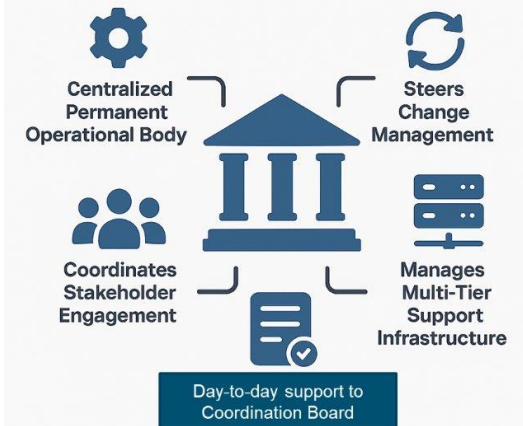 Centralized
Permanent
Operational Body
Steers
Change
Management
Coordinates
Stakeholder
Engagement
Manages
Multi-Tier
Support
Infrastructure
Day-to-day support to
Coordination Board